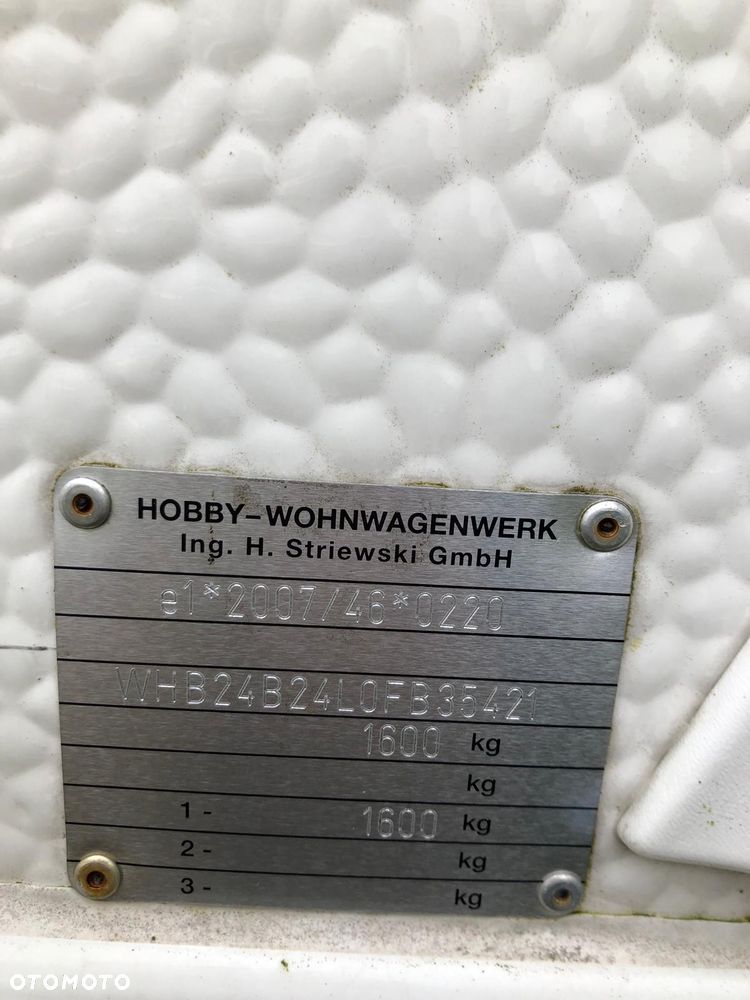 HOBBY-WOHNWAGENWERK
Ing. H. Striewski GmbH
e1*2007/46*0220
WHB24B24L0FB35421
1600 kg
kg
1 - 1600 kg
2 - kg
3 - kg
OTOMOTO